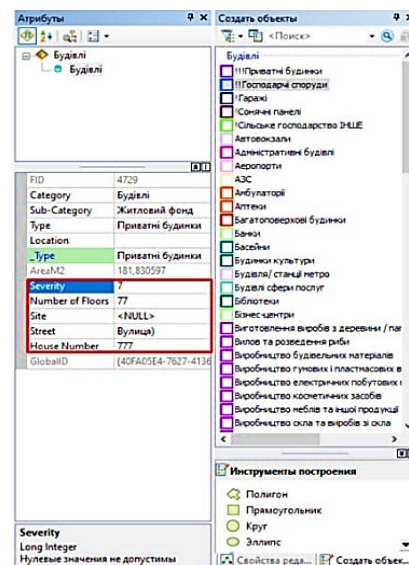 Атрибуты
Будівлі
Будівлі
FID 4729
Category Будівлі
Sub-Category Житловий фонд
Type Приватні будинки
Location
_Type Приватні будинки
AreaM2 181,830597
Severity 7
Number of Floors 77
Site <NULL>
Street Вулиця)
House Number 777
GlobalID {40FA05E4-7627-4136
Severity
Long Integer
Нулевые значения не допустимы
Создать объекты
<Поиск>
Будівлі
!!!Приватні будинки
!!Господарчі споруди
!Гаражі
!Сонячні панелі
!Сільське господарство ІНШЕ
Автовокзали
Адміністративні будівлі
Аеропорти
АЗС
Амбулаторії
Аптеки
Багатоповерхові будинки
Банки
Басейни
Будинки культури
Будівля/ станції метро
Будівлі сфери послуг
Бібліотеки
Бізнес-центри
Виготовлення виробів з деревини / пап
Вилов та розведення риби
Виробництво будівельних матеріалів
Виробництво гумових і пластмасових в
Виробництво електричних побутових
Виробництво косметичних засобів
Виробництво меблів та іншої продукції
Виробництво скла та виробів зі скла
Инструменты построения
Полигон
Прямоугольник
Круг
Эллипс
Свойства реда... Создать объек...